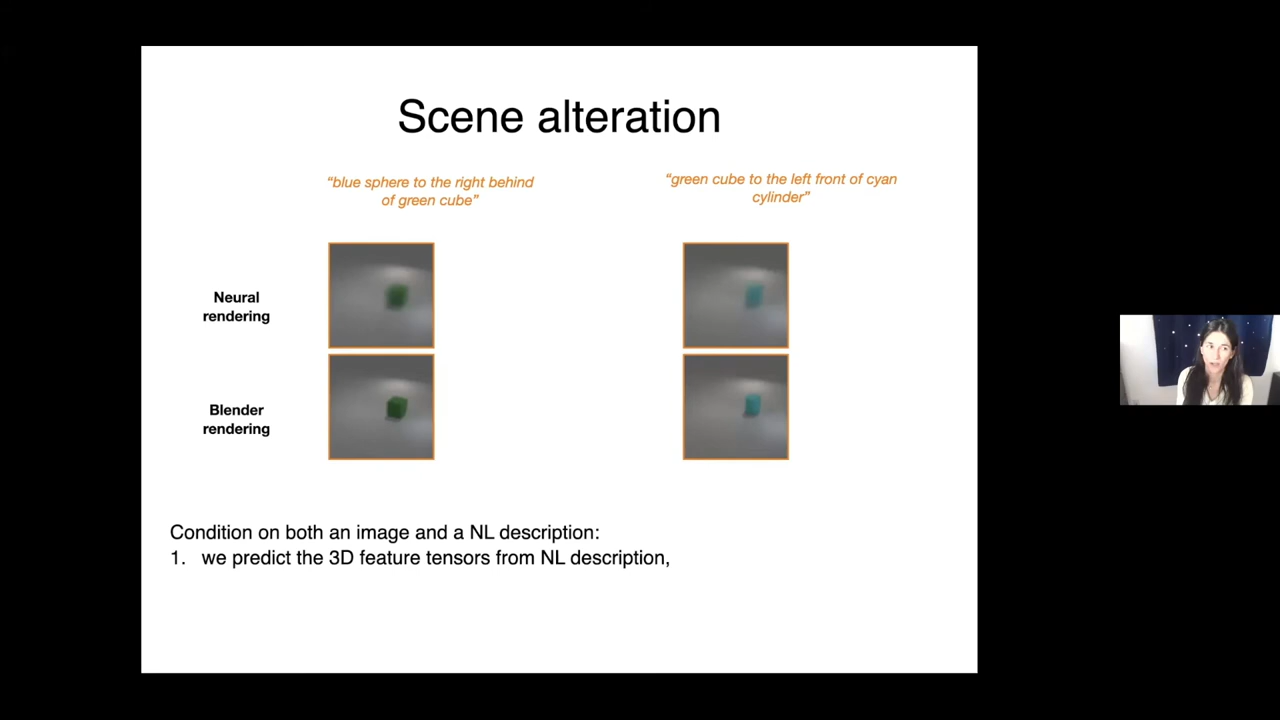 Scene alteration
“blue sphere to the right behind
of green cube”
“green cube to the left front of cyan
cylinder”
Neural
rendering
Blender
rendering
Condition on both an image and a NL description:
1. we predict the 3D feature tensors from NL description,